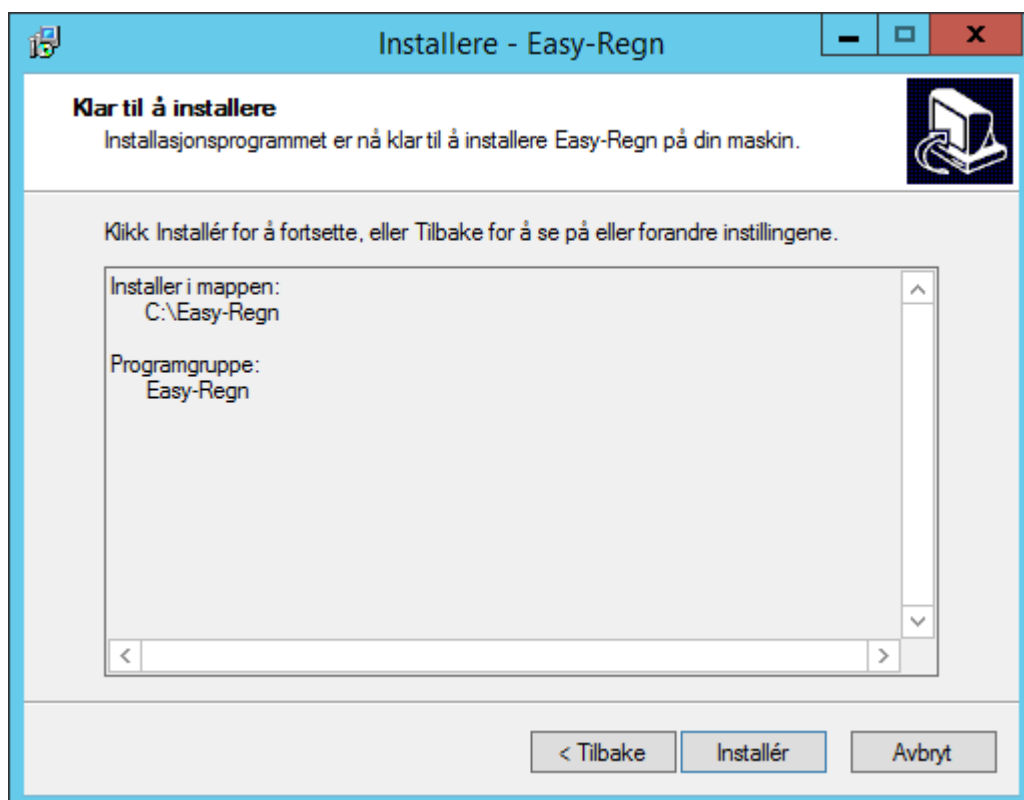 Installere - Easy-Regn
Klar til å installere
Installasjonsprogrammet er nå klar til å installere Easy-Regn på din maskin.
Klikk Installér for å fortsette, eller Tilbake for å se på eller forandre instillingene.
Installer i mappen:
C:\Easy-Regn
Programgruppe:
Easy-Regn
< Tilbake
Installér
Avbryt